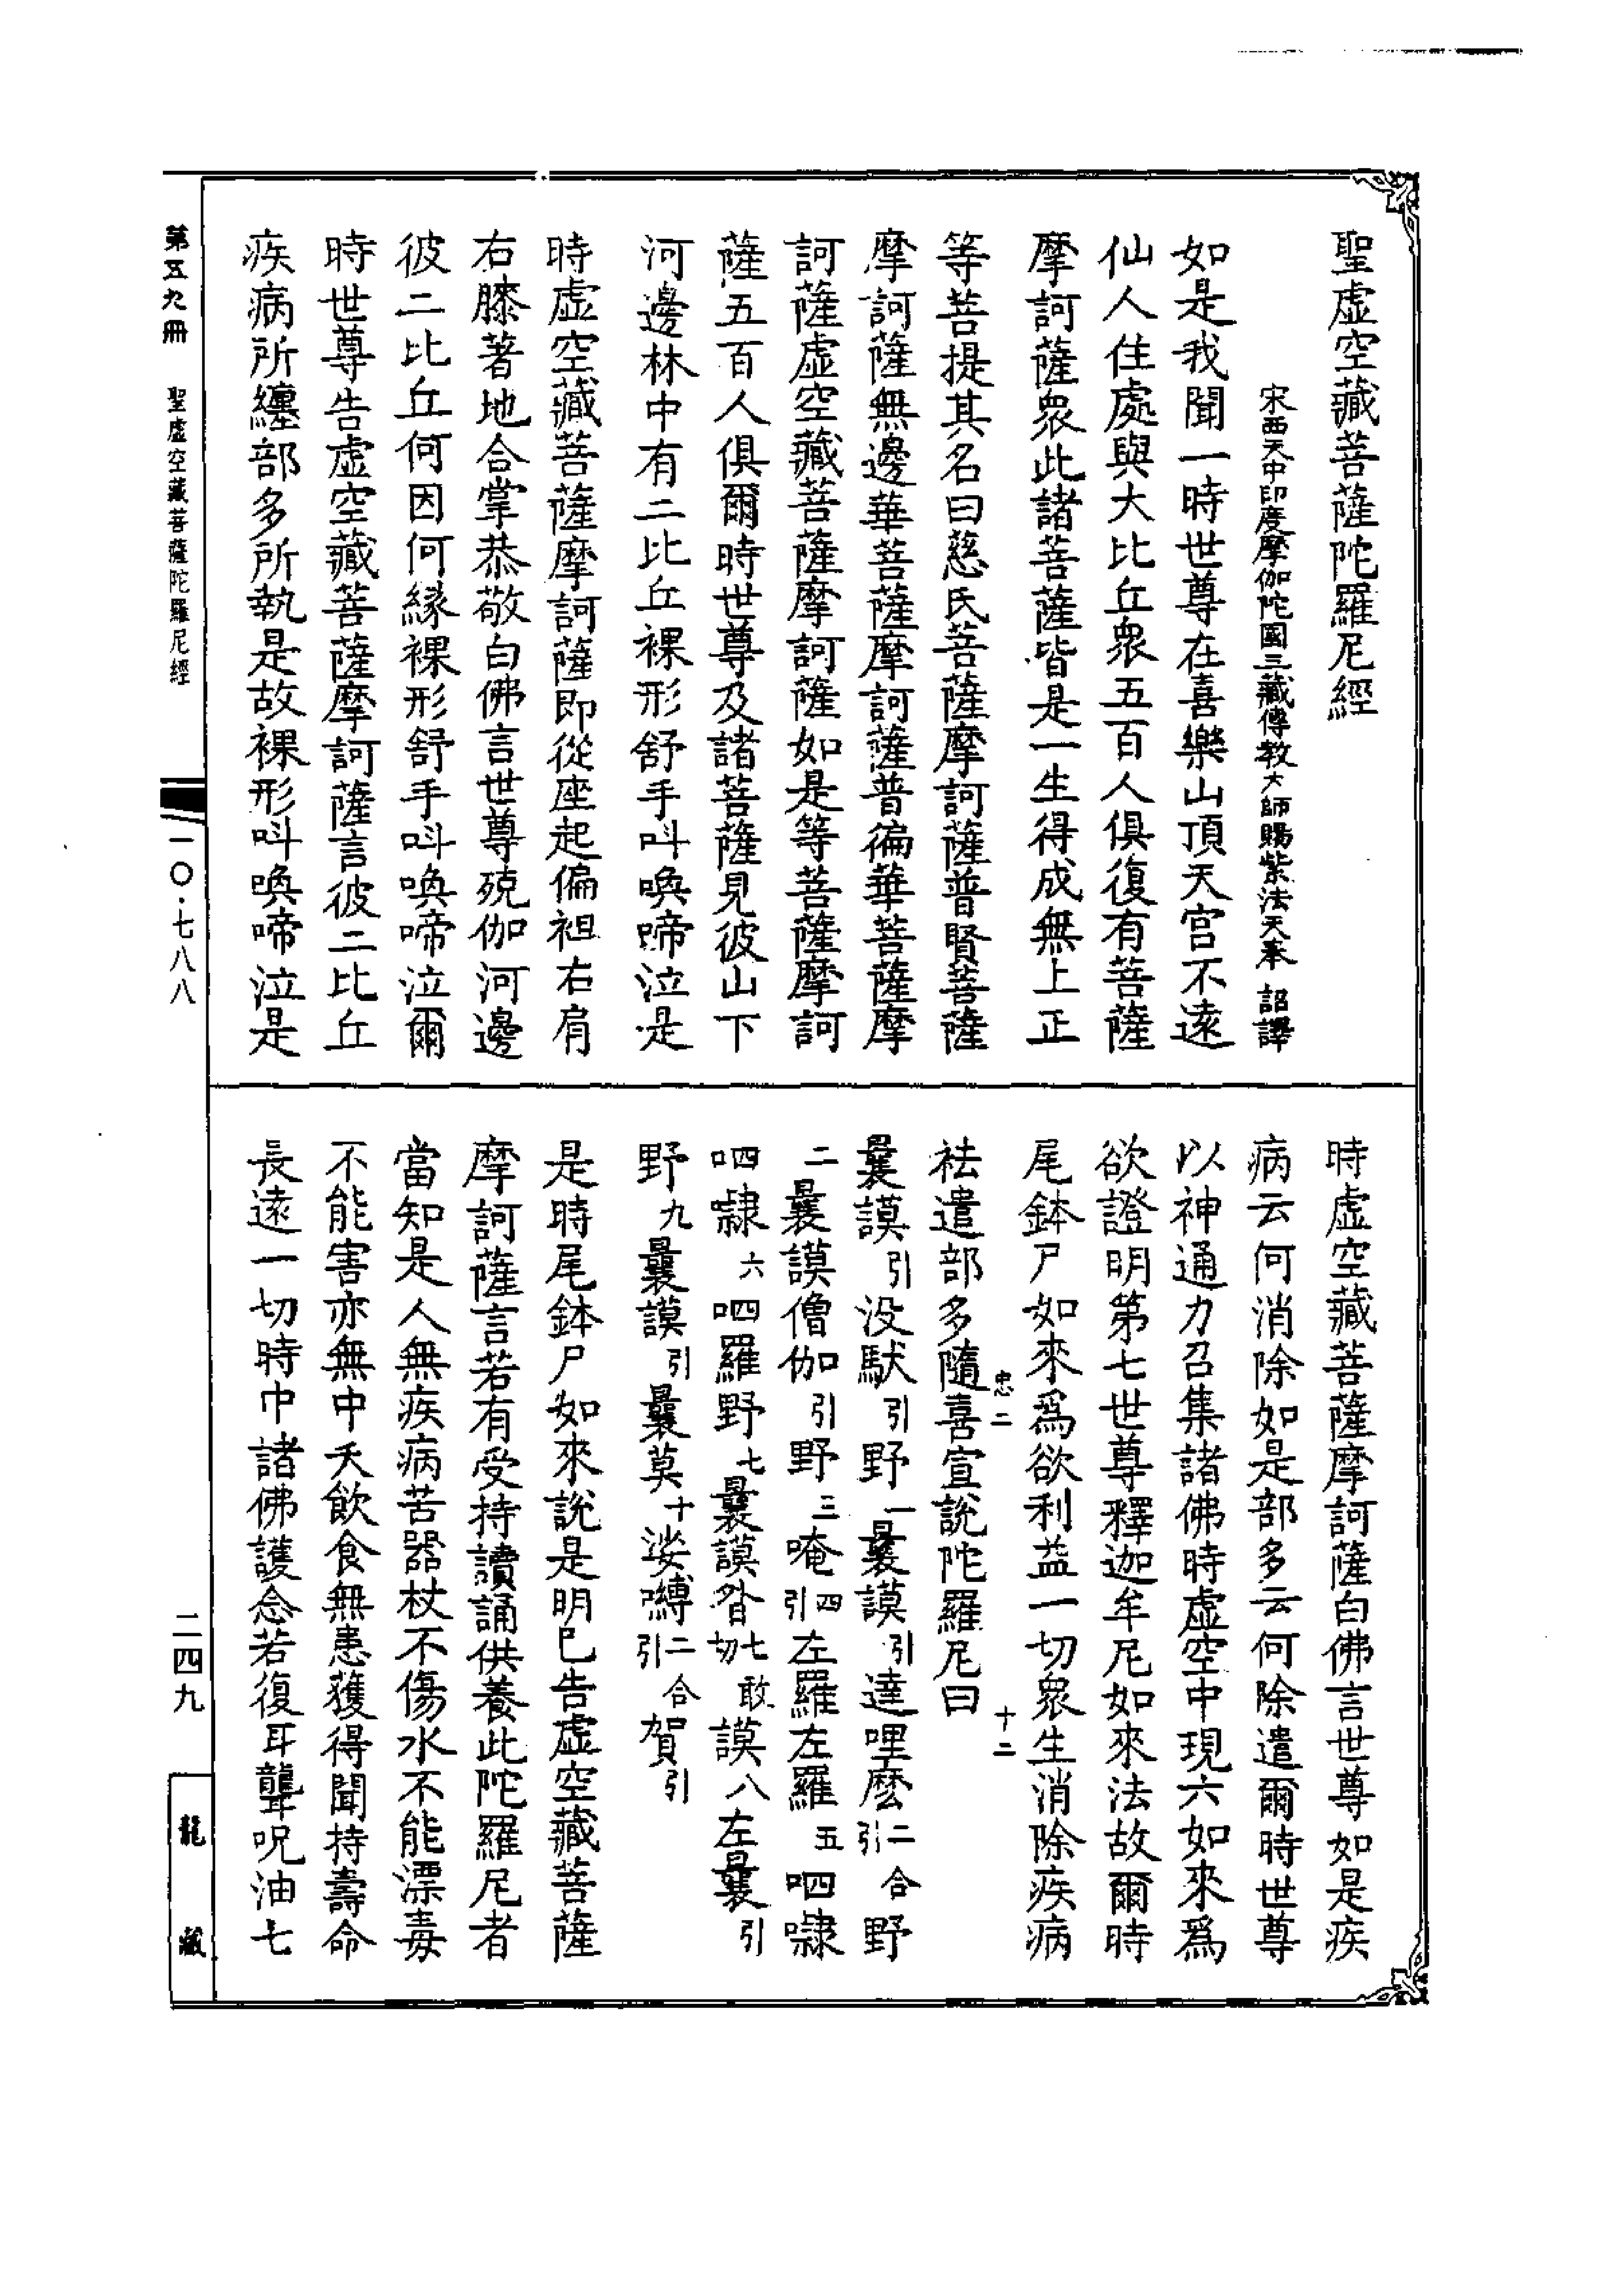 聖虛空藏菩薩陀羅尼經
宋西天中印度摩伽陀國三藏傳教大師賜紫法天奉 詔譯
如是我聞一時世尊在喜樂山頂天宮不遠
仙人住處與大比丘眾五百人俱復有菩薩
摩訶薩眾此諸菩薩皆是一生得成無上正
等菩提其名曰慈氏菩薩摩訶薩普賢菩薩
摩訶薩無邊華菩薩摩訶薩普徧華菩薩摩
訶薩虛空藏菩薩摩訶薩如是等菩薩摩訶
薩五百人俱爾時世尊及諸菩薩見彼山下
河邊林中有二比丘裸形舒手呌喚啼泣是
時虛空藏菩薩摩訶薩即從座起偏袒右肩
右膝著地合掌恭敬白佛言世尊殑伽河邊
彼二比丘何因何緣裸形舒手呌喚啼泣爾
時世尊告虛空藏菩薩摩訶薩言彼二比丘
疾病所纏部多所執是故裸形呌喚啼泣是
時虛空藏菩薩摩訶薩白佛言世尊如是疾
病云何消除如是部多云何除遣爾時世尊
以神通力召集諸佛時虛空中現六如來為
欲證明第七世尊釋迦牟尼如來法故爾時
尾鉢尸如來為欲利益一切眾生消除疾病
忠二 十二
祛遣部多隨喜宣說陀羅尼曰
曩謨引沒馱引野一曩謨引達哩麼二合引野
二曩謨僧伽引野三唵四引左羅左羅五呬㘑
呬㘑六呬羅野七曩謨沓七敢切謨八左曩引
野九曩謨引曩莫十娑嚩二合引賀引
是時尾鉢尸如來說是明巳告虛空藏菩薩
摩訶薩言若有受持讀誦供養此陀羅尼者
當知是人無疾病苦器杖不傷水不能漂毒
不能害亦無中夭飲食無患獲得聞持壽命
長遠一切時中諸佛護念若復耳聾呪油七
第五九冊 聖虛空藏菩薩陀羅尼經
一〇·七八八
二四九
龍藏